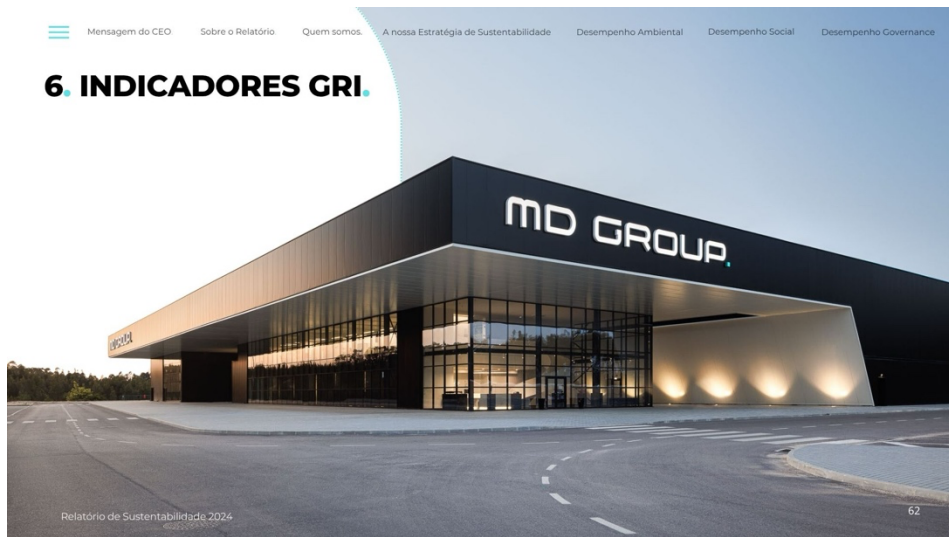 Mensagem do CEO
Sobre o Relatório
Quem somos.
A nossa Estratégia de Sustentabilidade
Desempenho Ambiental
Desempenho Social
Desempenho Governance
6. INDICADORES GRI.
MD GROUP.
Relatório de Sustentabilidade 2024
62